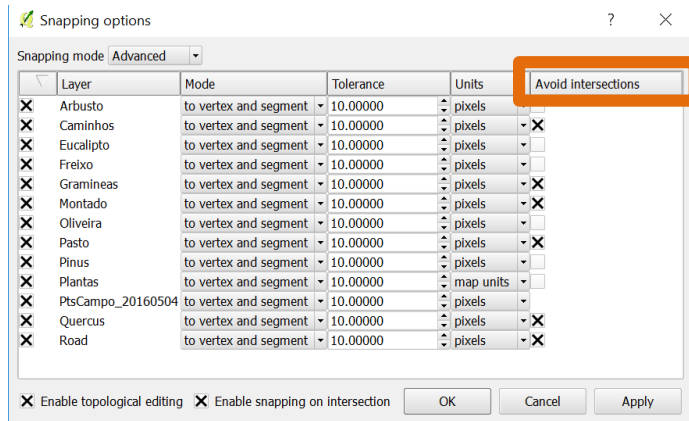 Snapping options ?
Snapping mode Advanced
Layer Mode Tolerance Units Avoid intersections
Arbusto to vertex and segment 10.00000 pixels
Caminhos to vertex and segment 10.00000 pixels
Eucalipto to vertex and segment 10.00000 pixels
Freixo to vertex and segment 10.00000 pixels
Gramineas to vertex and segment 10.00000 pixels
Montado to vertex and segment 10.00000 pixels
Oliveira to vertex and segment 10.00000 pixels
Pasto to vertex and segment 10.00000 pixels
Pinus to vertex and segment 10.00000 pixels
Plantas to vertex and segment 10.00000 map units
PtsCampo_20160504 to vertex and segment 10.00000 pixels
Quercus to vertex and segment 10.00000 pixels
Road to vertex and segment 10.00000 pixels
Enable topological editing Enable snapping on intersection OK Cancel Apply